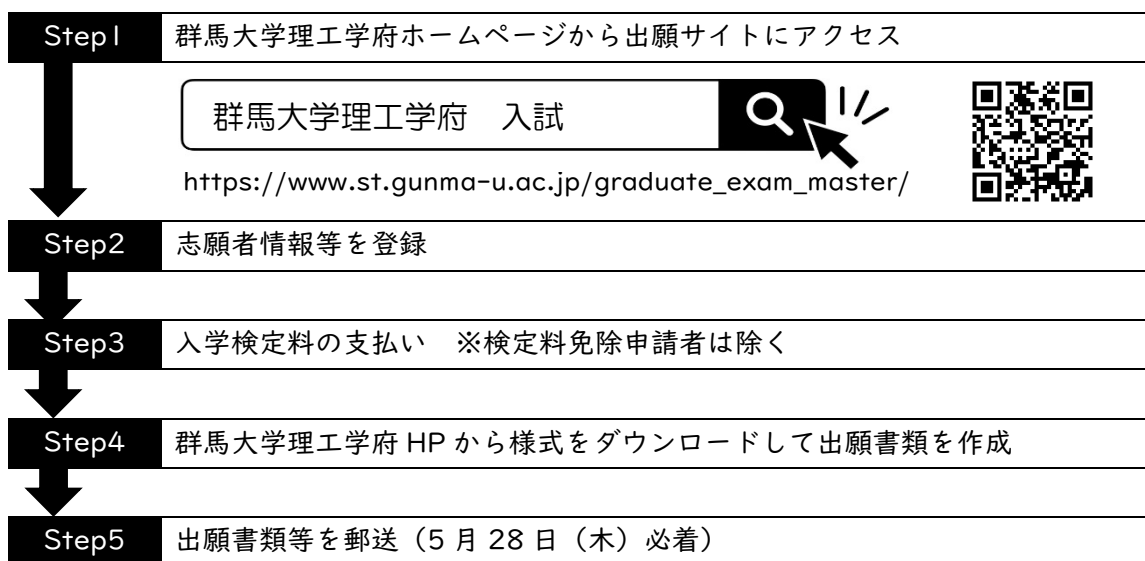 Step1 群馬大学理工学府ホームページから出願サイトにアクセス
群馬大学理工学府　入試
https://www.st.gunma-u.ac.jp/graduate_exam_master/
Step2 志願者情報等を登録
Step3 入学検定料の支払い　※検定料免除申請者は除く
Step4 群馬大学理工学府 HP から様式をダウンロードして出願書類を作成
Step5 出願書類等を郵送（5 月 28 日（木）必着）